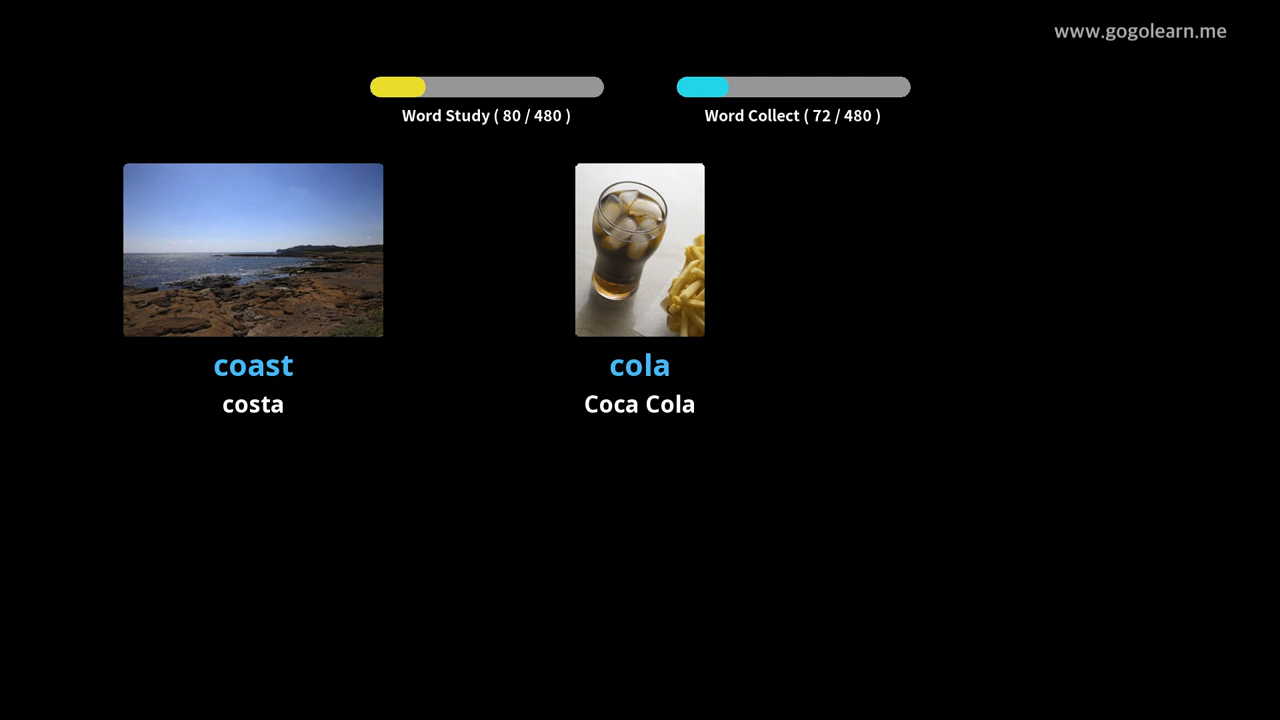 www.gogolearn.me
Word Study ( 80 / 480 )
Word Collect ( 72 / 480 )
coast
costa
cola
Coca Cola